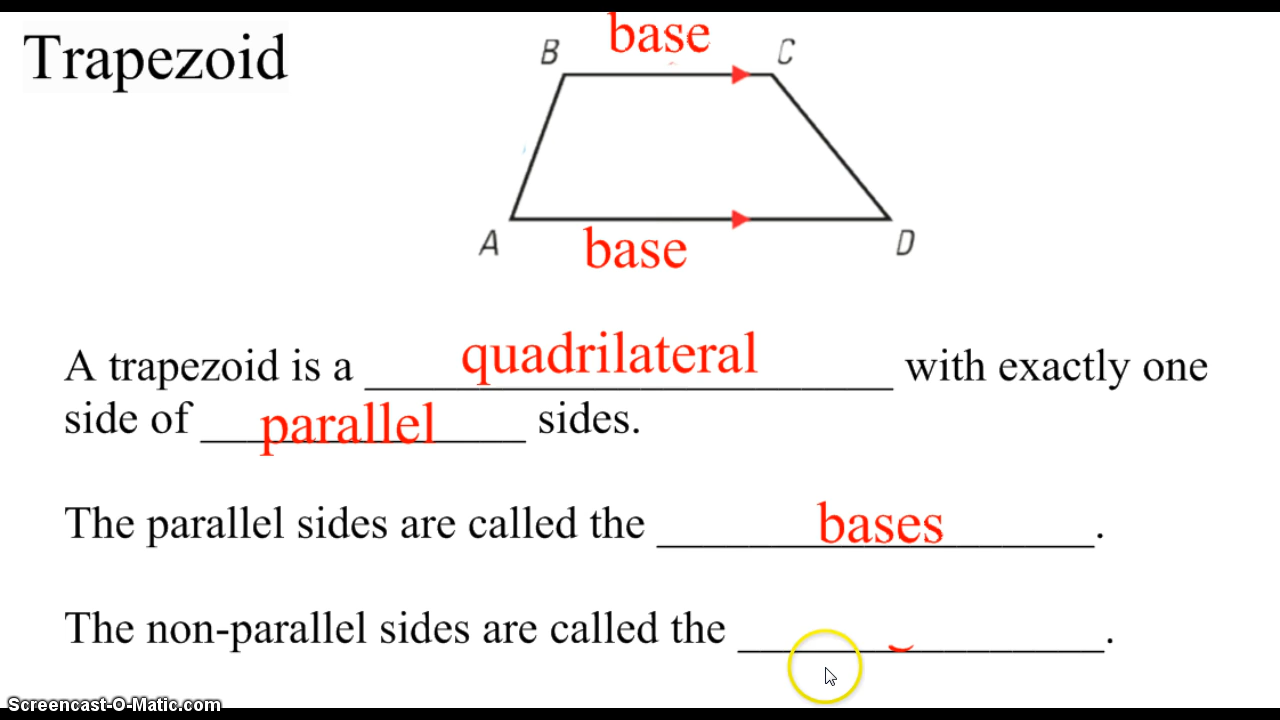 Trapezoid
B base C
A base D
A trapezoid is a quadrilateral with exactly one
side of parallel sides.
The parallel sides are called the bases.
The non-parallel sides are called the ________________.
Screencast-O-Matic.com